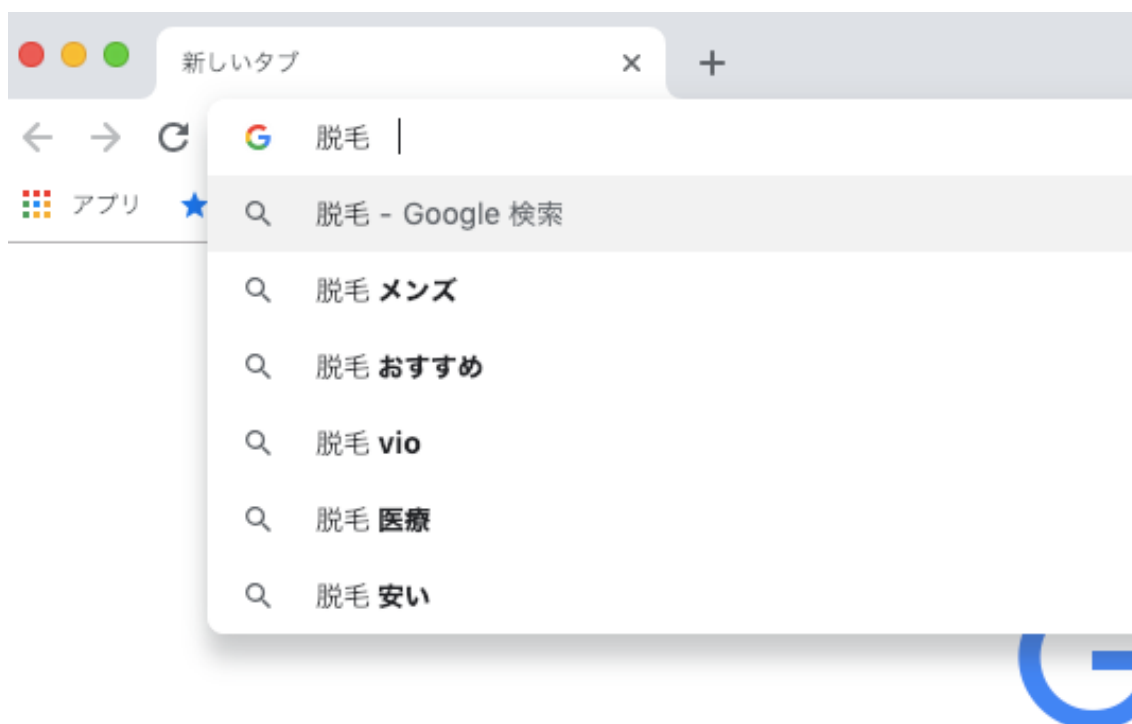 新しいタブ
脱毛
アプリ
脱毛 - Google 検索
脱毛 メンズ
脱毛 おすすめ
脱毛 vio
脱毛 医療
脱毛 安い